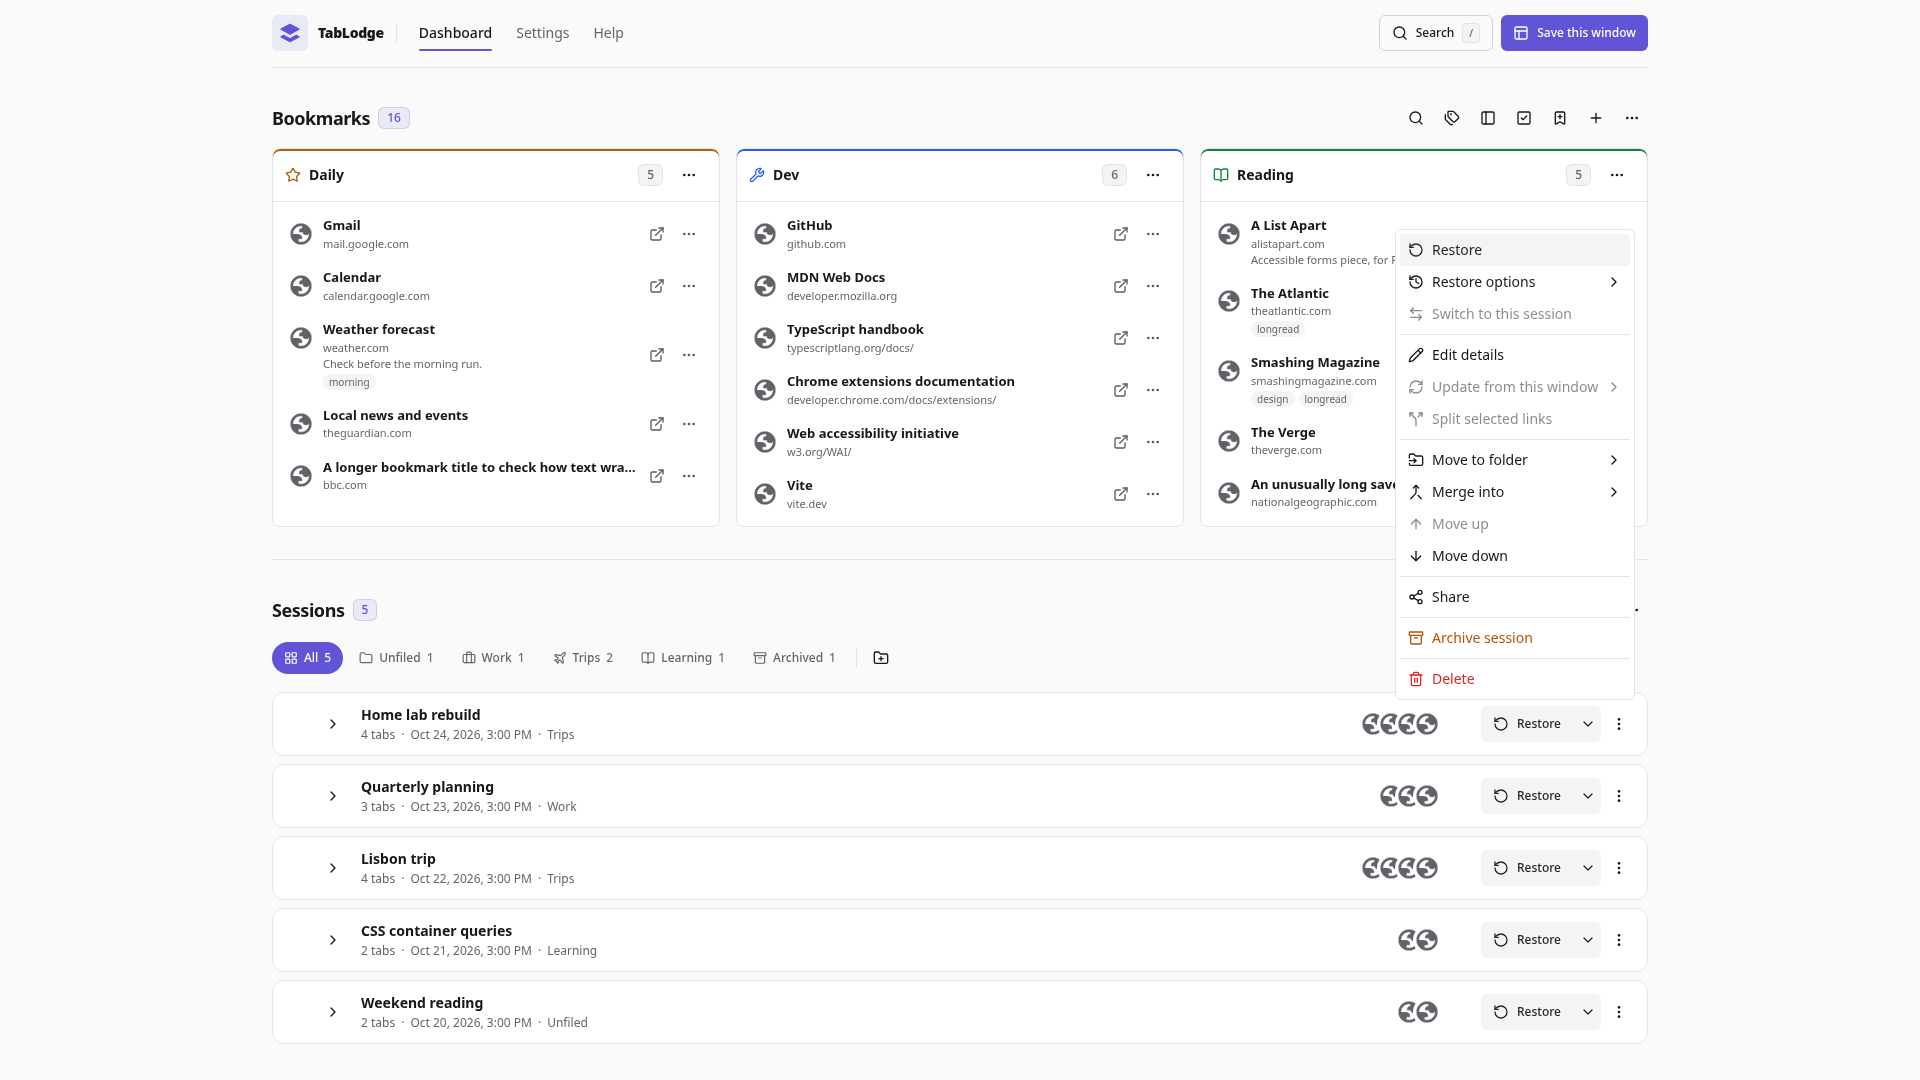 TabLodge
Dashboard
Settings
Help
Search /
Save this window
Bookmarks 16
Daily 5
Gmail
mail.google.com
Calendar
calendar.google.com
Weather forecast
weather.com
Check before the morning run.
morning
Local news and events
theguardian.com
A longer bookmark title to check how text wra...
bbc.com
Dev 6
GitHub
github.com
MDN Web Docs
developer.mozilla.org
TypeScript handbook
typescriptlang.org/docs/
Chrome extensions documentation
developer.chrome.com/docs/extensions/
Web accessibility initiative
w3.org/WAI/
Vite
vite.dev
Reading 5
A List Apart
alistapart.com
Accessible forms piece, for
The Atlantic
theatlantic.com
longread
Smashing Magazine
smashingmagazine.com
design longread
The Verge
theverge.com
An unusually long save
nationalgeographic.com
Restore
Restore options
Switch to this session
Edit details
Update from this window
Split selected links
Move to folder
Merge into
Move up
Move down
Share
Archive session
Delete
Sessions 5
All 5
Unfiled 1
Work 1
Trips 2
Learning 1
Archived 1
Home lab rebuild
4 tabs · Oct 24, 2026, 3:00 PM · Trips
Restore
Quarterly planning
3 tabs · Oct 23, 2026, 3:00 PM · Work
Restore
Lisbon trip
4 tabs · Oct 22, 2026, 3:00 PM · Trips
Restore
CSS container queries
2 tabs · Oct 21, 2026, 3:00 PM · Learning
Restore
Weekend reading
2 tabs · Oct 20, 2026, 3:00 PM · Unfiled
Restore